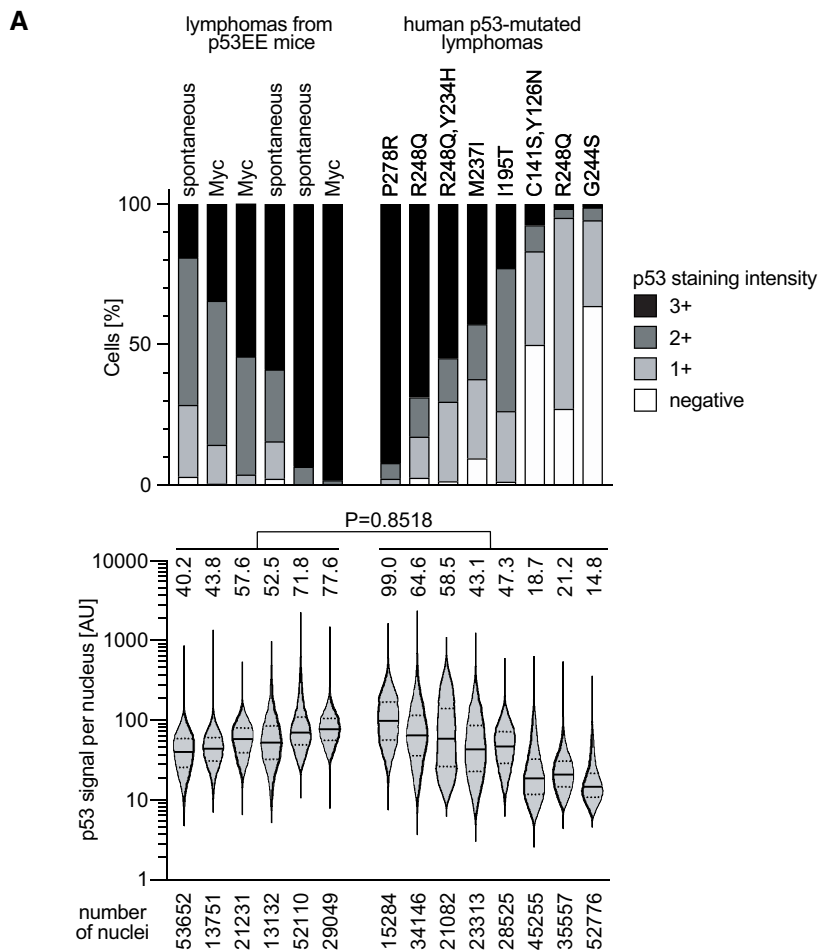 A
lymphomas from
p53EE mice
human p53-mutated
lymphomas
spontaneous
Myc
Myc
spontaneous
spontaneous
Myc
P278R
R248Q
R248Q,Y234H
M237I
I195T
C141S,Y126N
R248Q
G244S
100
50
0
Cells [%]
p53 staining intensity
3+
2+
1+
negative
P=0.8518
10000
1000
100
10
1
p53 signal per nucleus [AU]
40.2
43.8
57.6
52.5
71.8
77.6
99.0
64.6
58.5
43.1
47.3
18.7
21.2
14.8
number
of nuclei
53652
13751
21231
13132
52110
29049
15284
34146
21082
23313
28525
45255
35557
52776